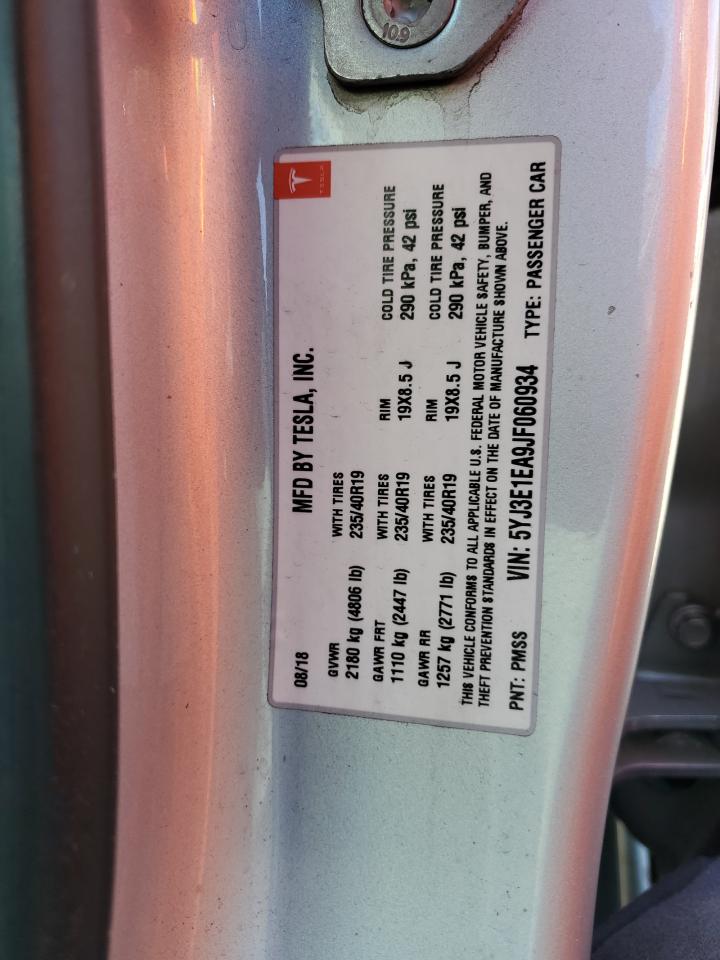 10.9
TESLA
08/18 MFD BY TESLA, INC.
GVWR WITH TIRES
2180 kg (4806 lb) 235/40R19
GAWR FRT WITH TIRES RIM COLD TIRE PRESSURE
1110 kg (2447 lb) 235/40R19 19X8.5 J 290 kPa, 42 psi
GAWR RR WITH TIRES RIM COLD TIRE PRESSURE
1257 kg (2771 lb) 235/40R19 19X8.5 J 290 kPa, 42 psi
THIS VEHICLE CONFORMS TO ALL APPLICABLE U.S. FEDERAL MOTOR VEHICLE SAFETY, BUMPER, AND
THEFT PREVENTION STANDARDS IN EFFECT ON THE DATE OF MANUFACTURE SHOWN ABOVE.
PNT: PMSS VIN: 5YJ3E1EA9JF060934 TYPE: PASSENGER CAR